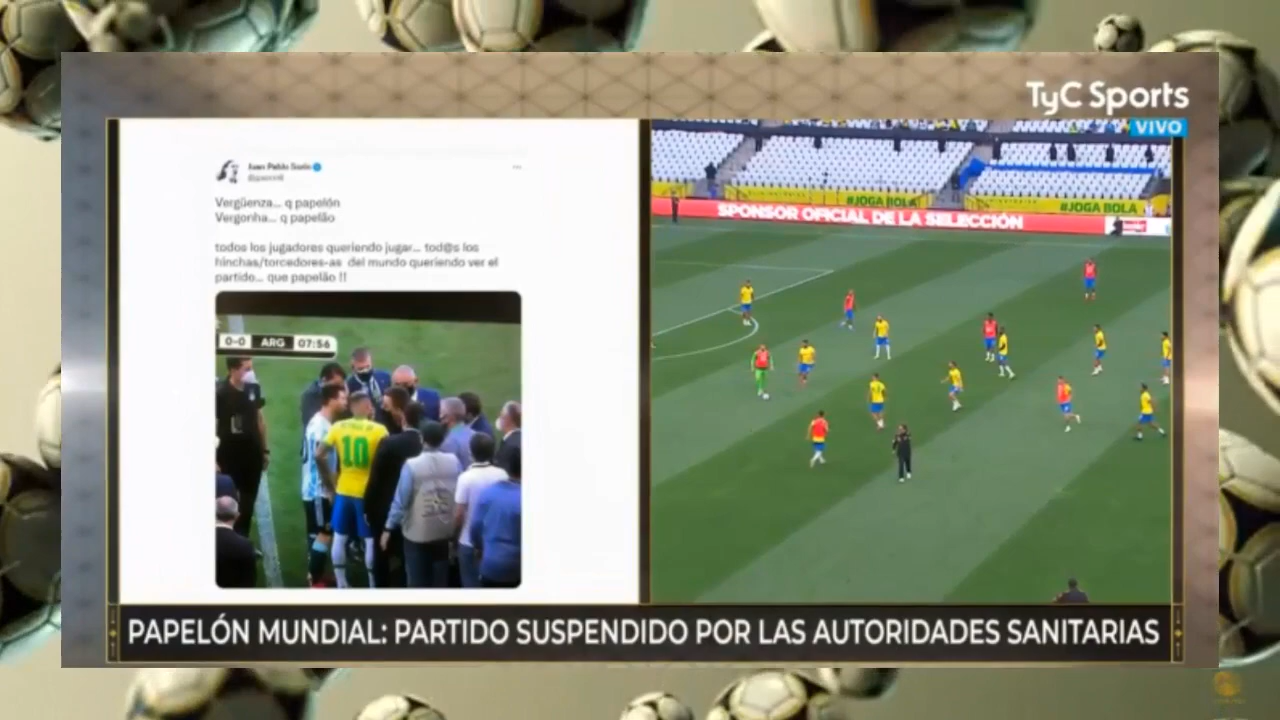 TyC Sports
VIVO
Juan Pablo Sorín
Vergüenza... q papelón
Vergonha... q papelão
todos los jugadores queriendo jugar... tod@s los
hinchas/torcedores-as del mundo queriendo ver el
partido... que papelão !!
0-0 ARG 07:56
10
#JOGA BOLA
#JOGA BOLA
SPONSOR OFICIAL DE LA SELECCIÓN
PAPELÓN MUNDIAL: PARTIDO SUSPENDIDO POR LAS AUTORIDADES SANITARIAS